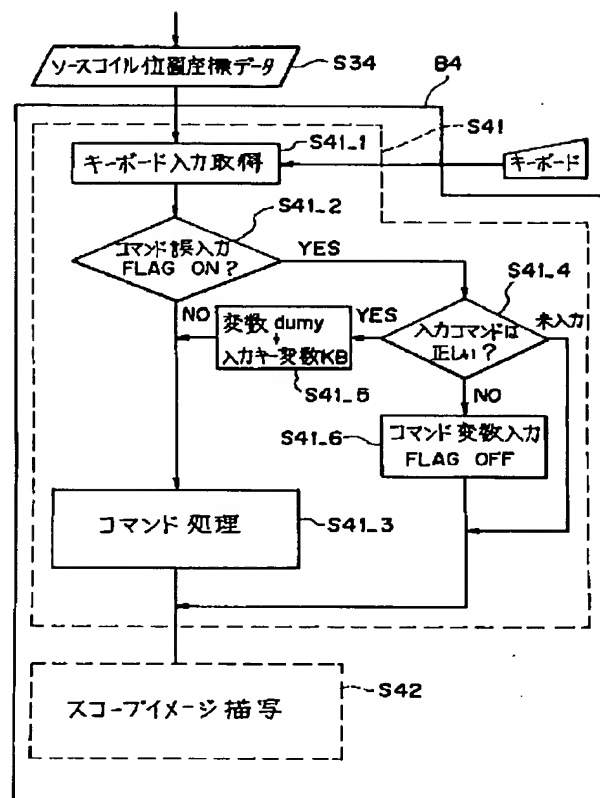 ソースコイル位置座標データ
S34
B4
S41
S41_1
キーボード入力取得
キーボード
S41_2
コマンド誤入力
FLAG ON?
YES
S41_4
NO
変数 dumy
入力キー変数KB
YES
入力コマンドは
正しい?
未入力
S41_5
NO
S41_6
コマンド変数入力
FLAG OFF
コマンド処理
S41_3
スコープイメージ描写
S42